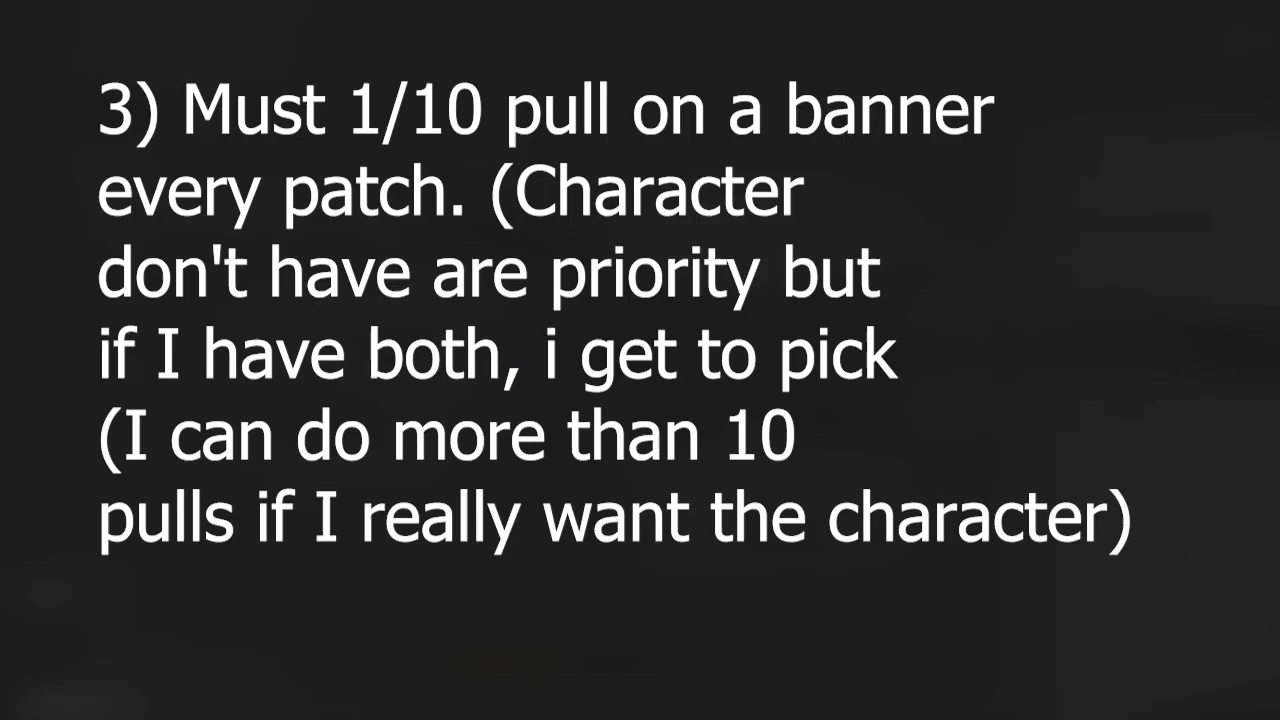 3) Must 1/10 pull on a banner
every patch. (Character
don't have are priority but
if I have both, i get to pick
(I can do more than 10
pulls if I really want the character)